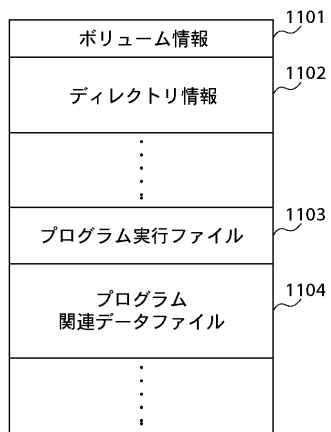 ボリューム情報
1101
ディレクトリ情報
1102
プログラム実行ファイル
1103
プログラム
関連データファイル
1104